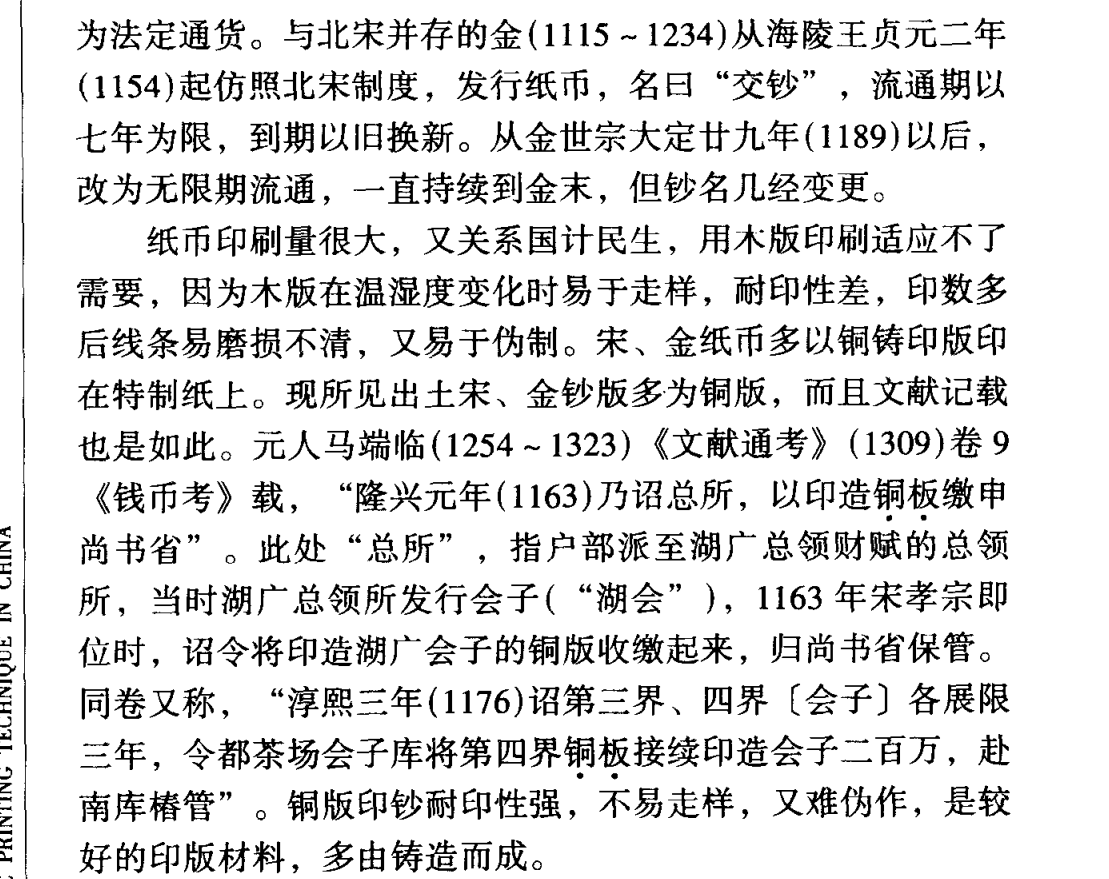 为法定通货。与北宋并存的金(1115～1234)从海陵王贞元二年
(1154)起仿照北宋制度，发行纸币，名曰“交钞”，流通期以
七年为限，到期以旧换新。从金世宗大定廿九年(1189)以后，
改为无限期流通，一直持续到金末，但钞名几经变更。
纸币印刷量很大，又关系国计民生，用木版印刷适应不了
需要，因为木版在温湿度变化时易于走样，耐印性差，印数多
后线条易磨损不清，又易于伪制。宋、金纸币多以铜铸印版印
在特制纸上。现所见出土宋、金钞版多为铜版，而且文献记载
也是如此。元人马端临(1254～1323)《文献通考》(1309)卷9
《钱币考》载，“隆兴元年(1163)乃诏总所，以印造铜板缴申
尚书省”。此处“总所”，指户部派至湖广总领财赋的总领
所，当时湖广总领所发行会子(“湖会”)，1163年宋孝宗即
位时，诏令将印造湖广会子的铜版收缴起来，归尚书省保管。
同卷又称，“淳熙三年(1176)诏第三界、四界〔会子〕各展限
三年，令都茶场会子库将第四界铜板接续印造会子二百万，赴
南库椿管”。铜版印钞耐印性强，不易走样，又难伪作，是较
好的印版材料，多由铸造而成。
PRINTING TECHNIQUE IN CHINA